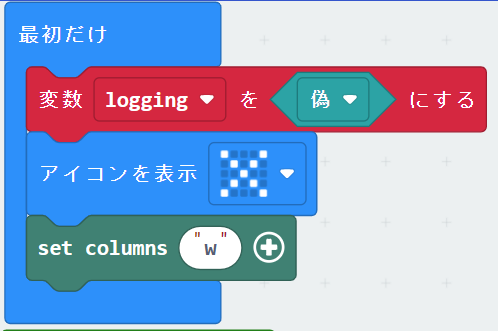 最初だけ
変数 logging を 偽 にする
アイコンを表示
set columns "w"